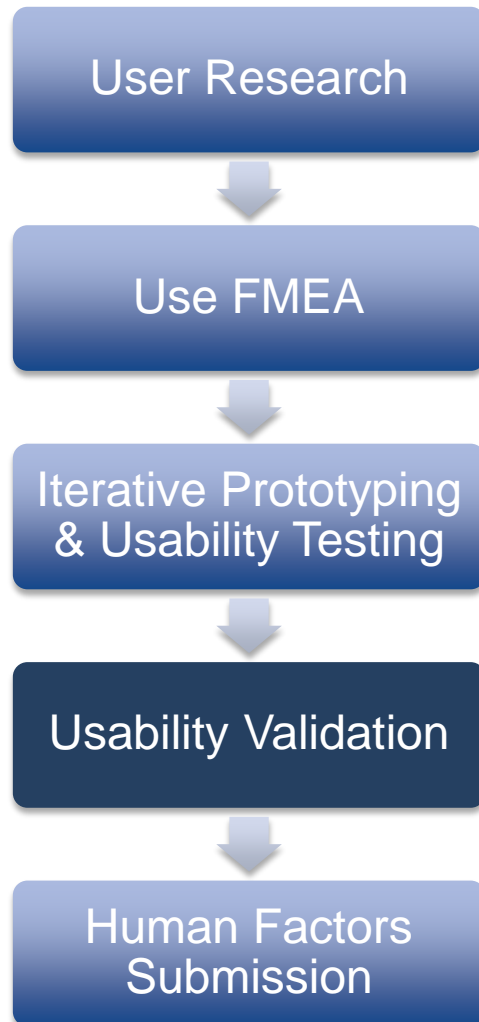 User Research
Use FMEA
Iterative Prototyping
& Usability Testing
Usability Validation
Human Factors
Submission